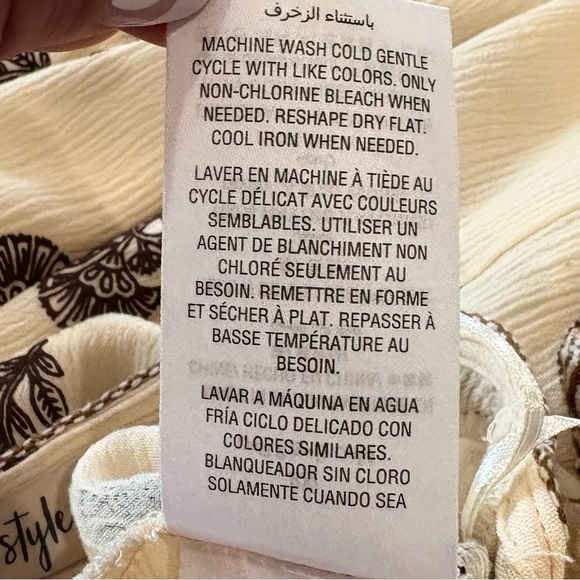 باستثناء الزخرف
MACHINE WASH COLD GENTLE
CYCLE WITH LIKE COLORS. ONLY
NON-CHLORINE BLEACH WHEN
NEEDED. RESHAPE DRY FLAT.
COOL IRON WHEN NEEDED.
LAVER EN MACHINE À TIÈDE AU
CYCLE DÉLICAT AVEC COULEURS
SEMBLABLES. UTILISER UN
AGENT DE BLANCHIMENT NON
CHLORÉ SEULEMENT AU
BESOIN. REMETTRE EN FORME
ET SÉCHER À PLAT. REPASSER À
BASSE TEMPÉRATURE AU
BESOIN.
LAVAR A MÁQUINA EN AGUA
FRÍA CICLO DELICADO CON
COLORES SIMILARES.
BLANQUEADOR SIN CLORO
SOLAMENTE CUANDO SEA
style